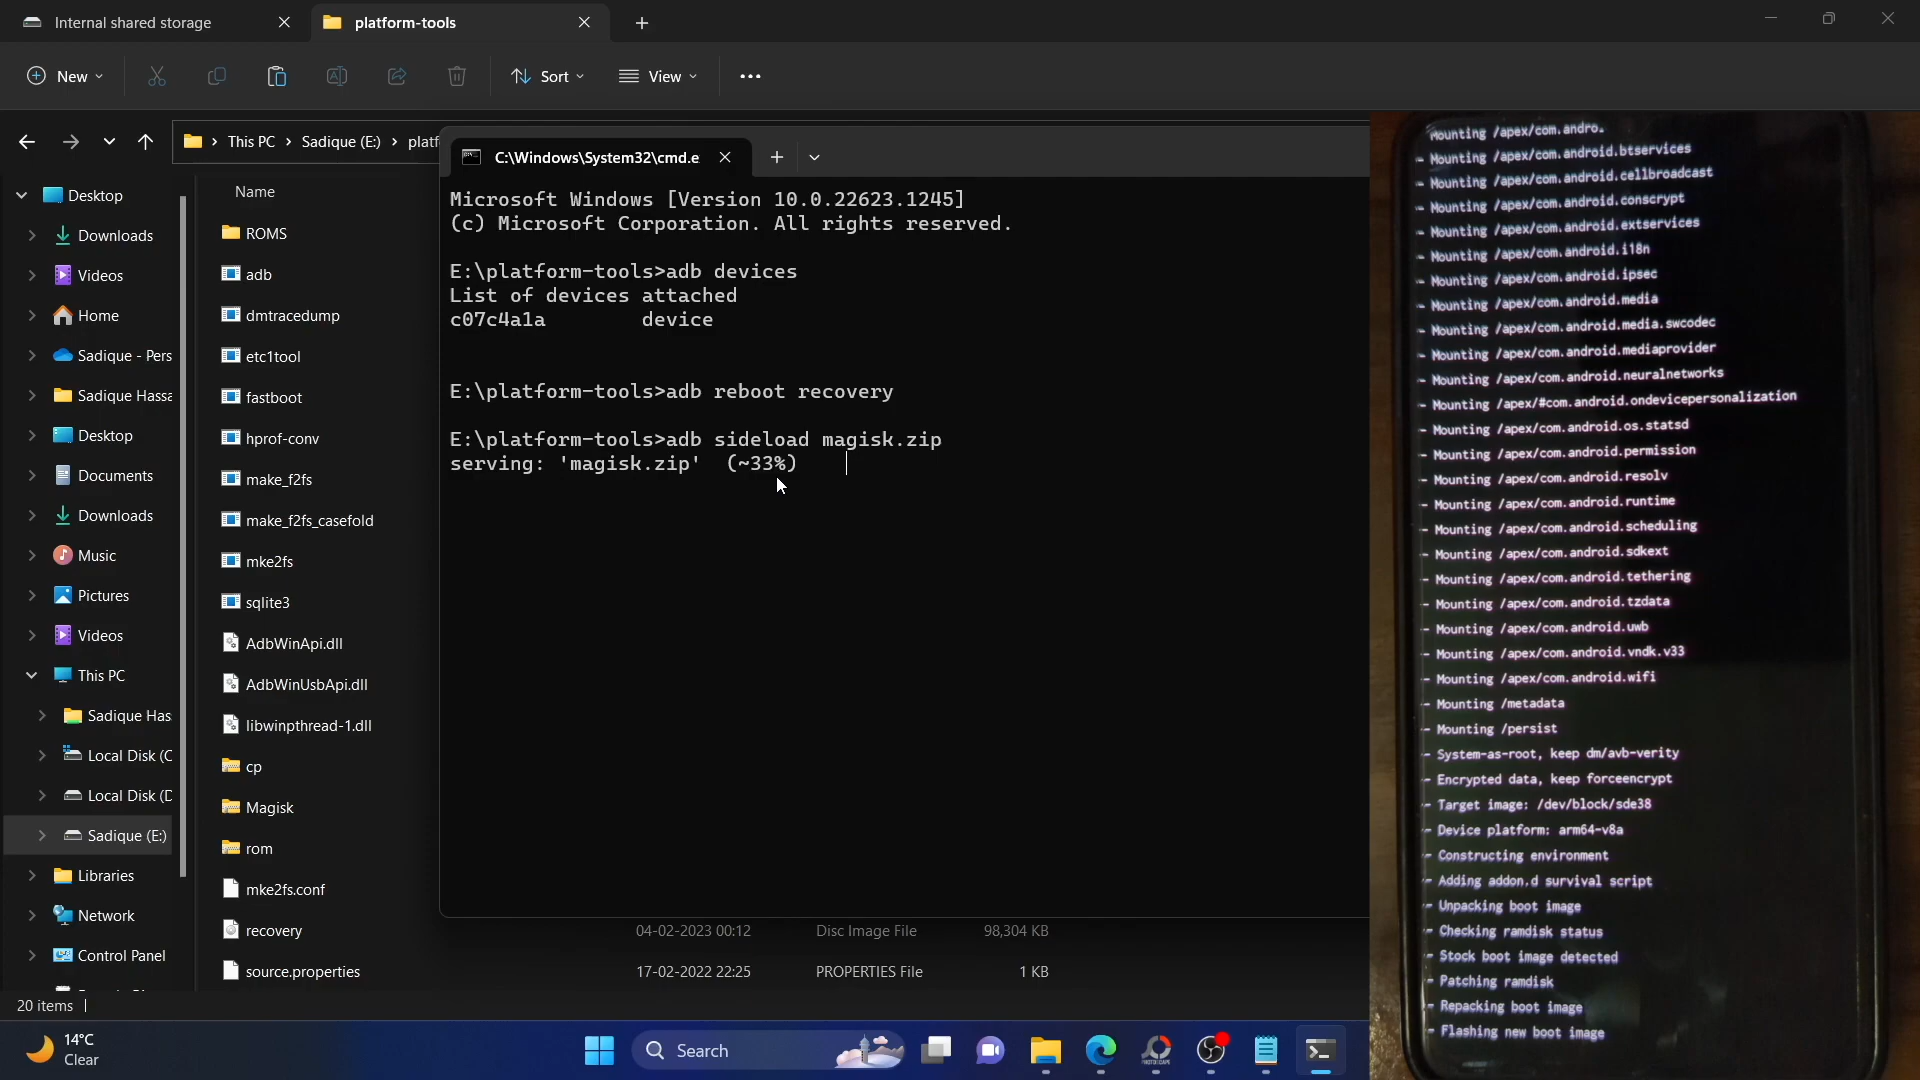 Internal shared storage
platform-tools
New
Sort
View
This PC
Sadique (E:)
platf
C:\Windows\System32\cmd.e
Name
Desktop
Downloads
Videos
Home
Sadique - Pers
Sadique Hassa
Desktop
Documents
Downloads
Music
Pictures
Videos
This PC
Sadique Has
Local Disk (C
Local Disk (D
Sadique (E:)
Libraries
Network
Control Panel
ROMS
adb
dmtracedump
etc1tool
fastboot
hprof-conv
make_f2fs
make_f2fs_casefold
mke2fs
sqlite3
AdbWinApi.dll
AdbWinUsbApi.dll
libwinpthread-1.dll
cp
Magisk
rom
mke2fs.conf
recovery 04-02-2023 00:12 Disc Image File 98,304 KB
source.properties 17-02-2022 22:25 PROPERTIES File 1 KB
Microsoft Windows [Version 10.0.22623.1245]
(c) Microsoft Corporation. All rights reserved.
E:\platform-tools>adb devices
List of devices attached
c07c4a1a device
E:\platform-tools>adb reboot recovery
E:\platform-tools>adb sideload magisk.zip
serving: 'magisk.zip' (~33%)
Mounting /apex/com.andro.
- Mounting /apex/com.android.btservices
- Mounting /apex/com.android.cellbroadcast
- Mounting /apex/com.android.conscrypt
- Mounting /apex/com.android.extservices
- Mounting /apex/com.android.i18n
- Mounting /apex/com.android.ipsec
- Mounting /apex/com.android.media
- Mounting /apex/com.android.media.swcodec
- Mounting /apex/com.android.mediaprovider
- Mounting /apex/com.android.neuralnetworks
- Mounting /apex/#com.android.ondevicepersonalization
- Mounting /apex/com.android.os.statsd
- Mounting /apex/com.android.permission
- Mounting /apex/com.android.resolv
- Mounting /apex/com.android.runtime
- Mounting /apex/com.android.scheduling
- Mounting /apex/com.android.sdkext
- Mounting /apex/com.android.tethering
- Mounting /apex/com.android.tzdata
- Mounting /apex/com.android.uwb
- Mounting /apex/com.android.vndk.v33
- Mounting /apex/com.android.wifi
- Mounting /metadata
- Mounting /persist
- System-as-root, keep dm/avb-verity
- Encrypted data, keep forceencrypt
- Target image: /dev/block/sde38
- Device platform: arm64-v8a
- Constructing environment
- Adding addon.d survival script
- Unpacking boot image
- Checking ramdisk status
- Stock boot image detected
- Patching ramdisk
- Repacking boot image
- Flashing new boot image
20 items
14°C
Clear
Search